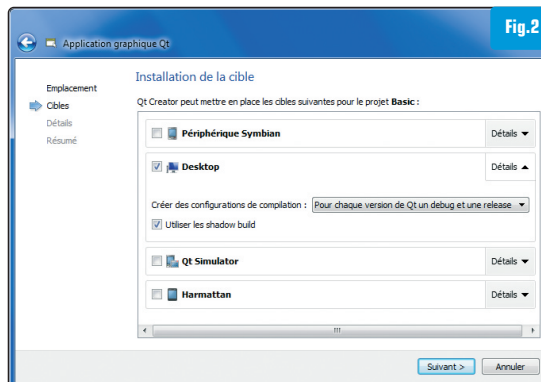 Fig.2
Application graphique Qt
Emplacement
Cibles
Détails
Résumé
Installation de la cible
Qt Creator peut mettre en place les cibles suivantes pour le projet Basic :
Périphérique Symbian
Détails
Desktop
Détails
Créer des configurations de compilation :
Pour chaque version de Qt un debug et une release
Utiliser les shadow build
Qt Simulator
Détails
Harmattan
Détails
Suivant >
Annuler